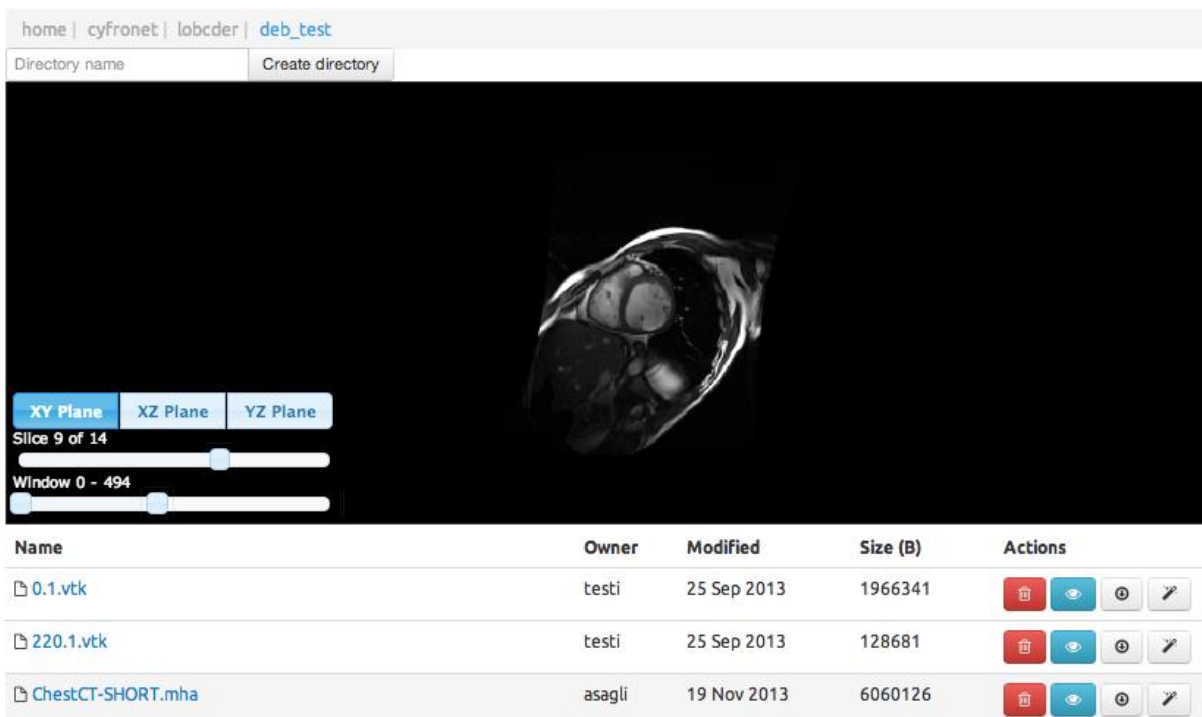 home | cyfronet | lobcder | deb_test
Directory name Create directory
XY Plane XZ Plane YZ Plane
Slice 9 of 14
Window 0 - 494
Name Owner Modified Size (B) Actions
0.1.vtk testi 25 Sep 2013 1966341
220.1.vtk testi 25 Sep 2013 128681
ChestCT-SHORT.mha asagli 19 Nov 2013 6060126